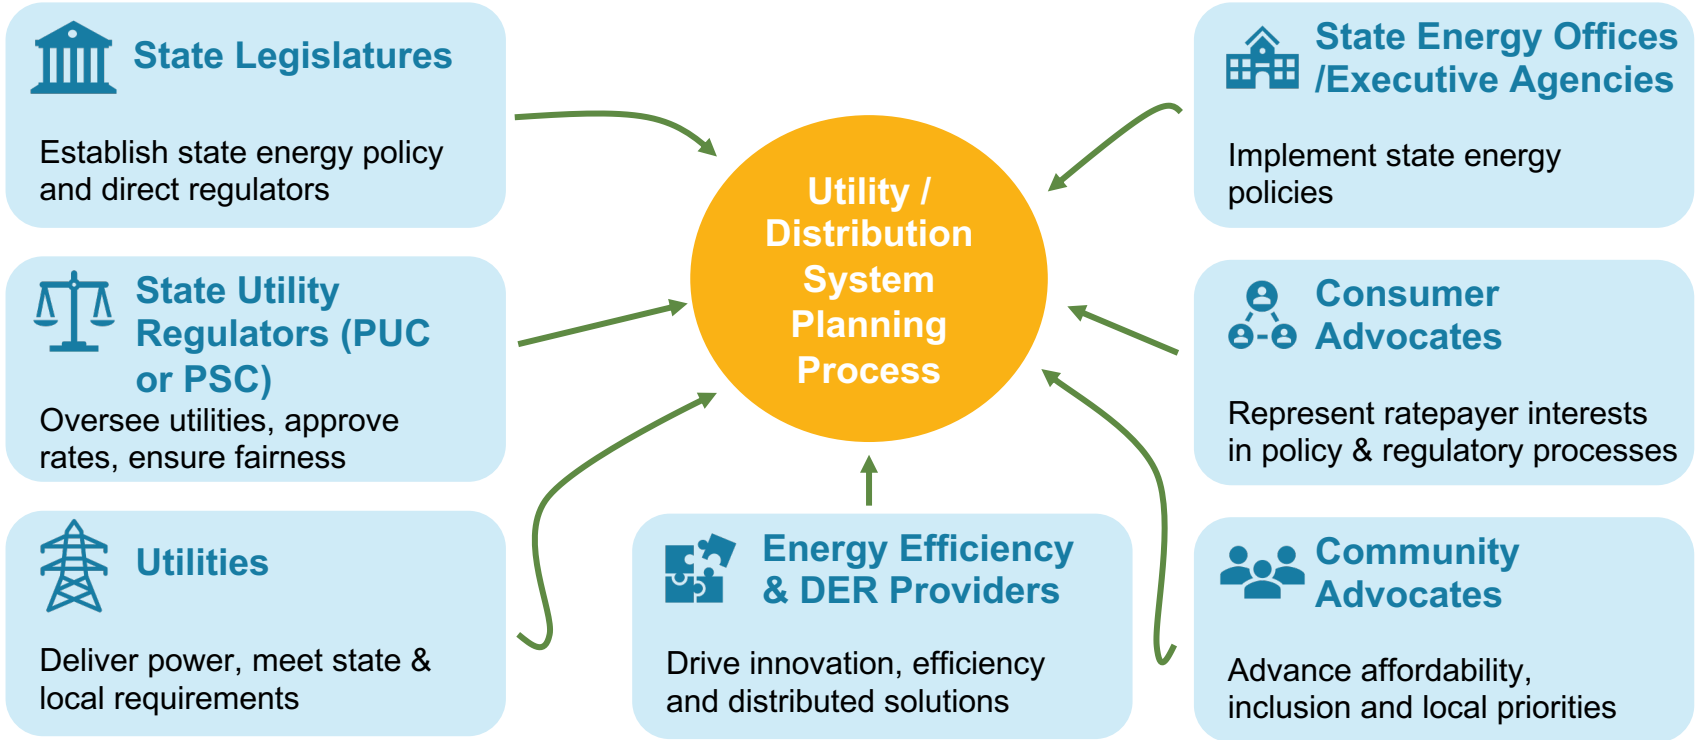 State Legislatures
Establish state energy policy
and direct regulators
State Utility
Regulators (PUC
or PSC)
Oversee utilities, approve
rates, ensure fairness
Utilities
Deliver power, meet state &
local requirements
Utility /
Distribution
System
Planning
Process
Energy Efficiency
& DER Providers
Drive innovation, efficiency
and distributed solutions
State Energy Offices
/Executive Agencies
Implement state energy
policies
Consumer
Advocates
Represent ratepayer interests
in policy & regulatory processes
Community
Advocates
Advance affordability,
inclusion and local priorities